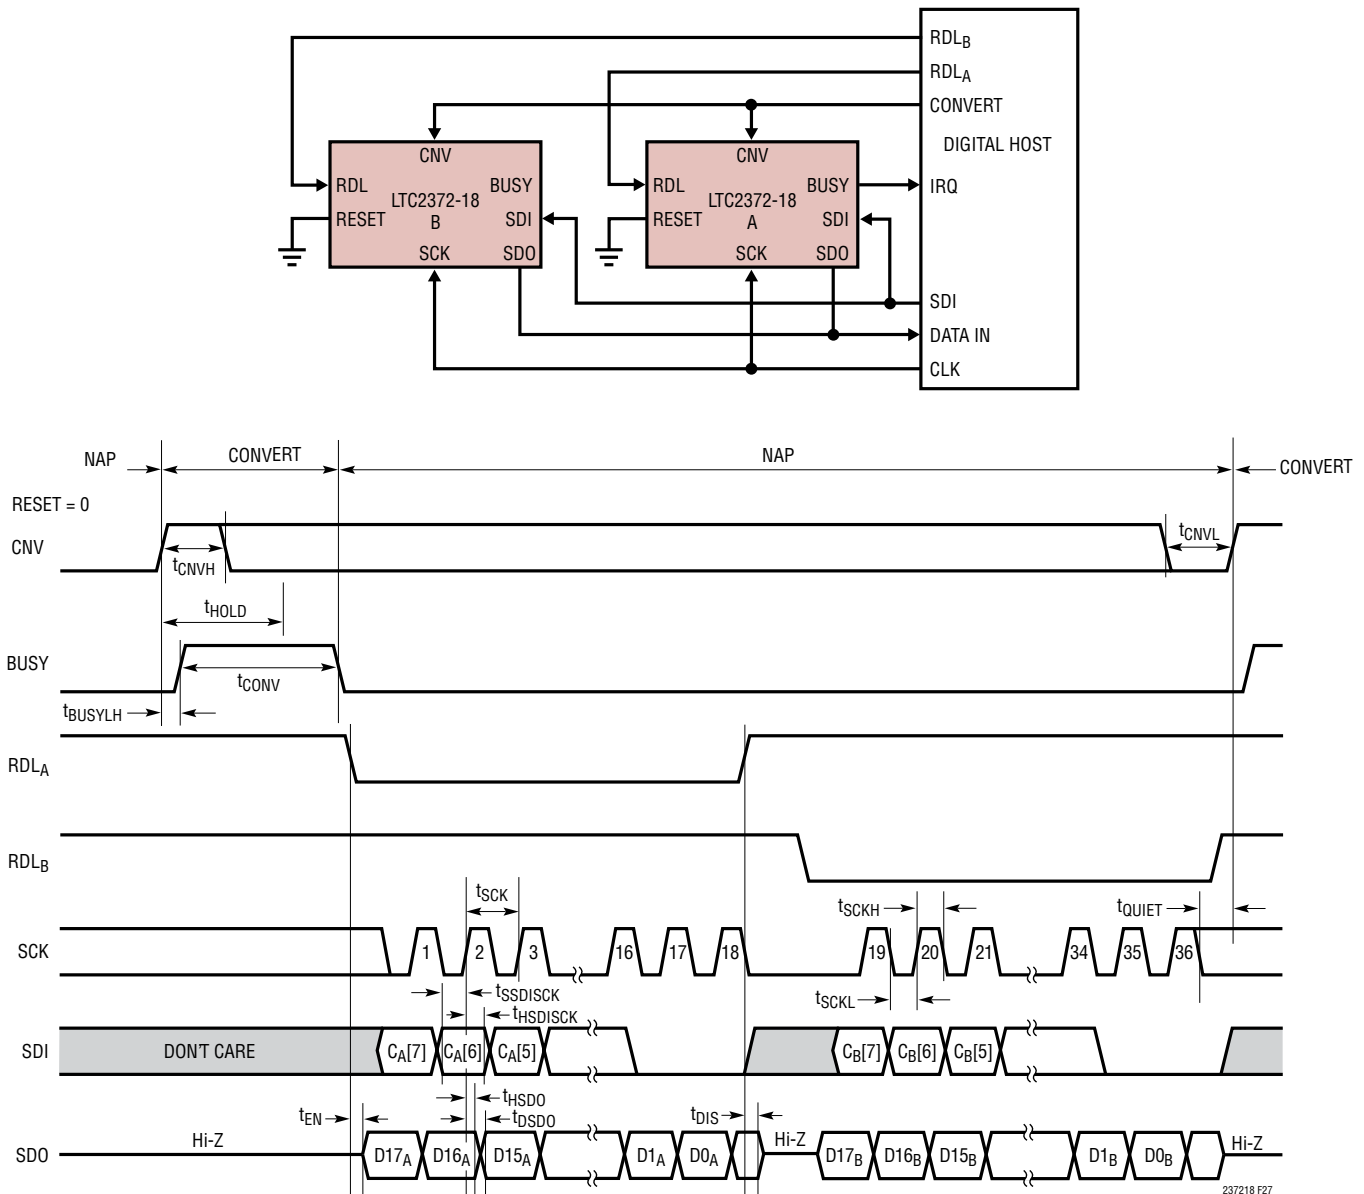 RDLB
RDLA
CONVERT
DIGITAL HOST
CNV
CNV
RDL
BUSY
RDL
BUSY
IRQ
LTC2372-18
LTC2372-18
RESET
B
SDI
RESET
A
SDI
SCK
SDO
SCK
SDO
SDI
DATA IN
CLK
NAP
CONVERT
NAP
CONVERT
RESET = 0
CNV
tCNVH
tCNVL
tHOLD
BUSY
tCONV
tBUSYLH
RDLA
RDLB
tSCK
tSCKH
tQUIET
SCK
1 2 3 16 17 18 19 20 21 34 35 36
tSSDISCK
tHSDISCK
tSCKL
SDI
DON'T CARE
CA[7] CA[6] CA[5] CB[7] CB[6] CB[5]
tHSDO
tEN
tDSDO
tDIS
SDO
Hi-Z
D17A D16A D15A D1A D0A
Hi-Z
D17B D16B D15B D1B D0B
Hi-Z
237218 F27